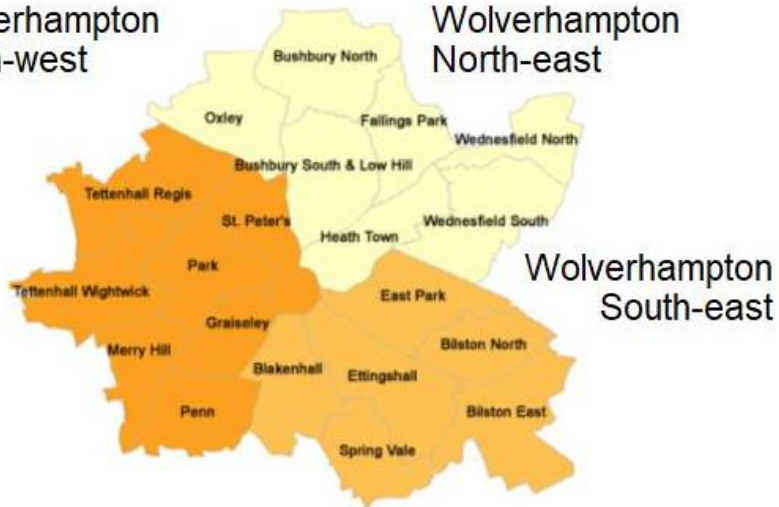 erhampton
-west
Wolverhampton
North-east
Bushbury North
Oxley
Fallings Park
Wednesfield North
Bushbury South & Low Hill
Tettenhall Regis
St. Peter's
Wednesfield South
Heath Town
Park
Wolverhampton
South-east
Tettenhall Wightwick
East Park
Graiseley
Merry Hill
Bilston North
Blakenhall
Ettingshall
Penn
Bilston East
Spring Vale